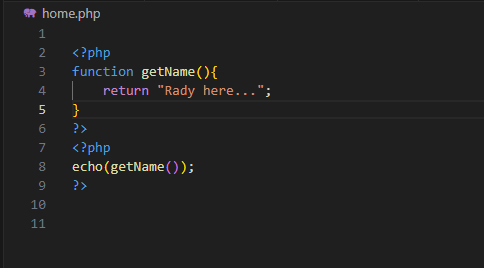 home.php
1
2 <?php
3 function getName(){
4     return "Rady here...";
5 }
6 ?>
7 <?php
8 echo(getName());
9 ?>
10
11